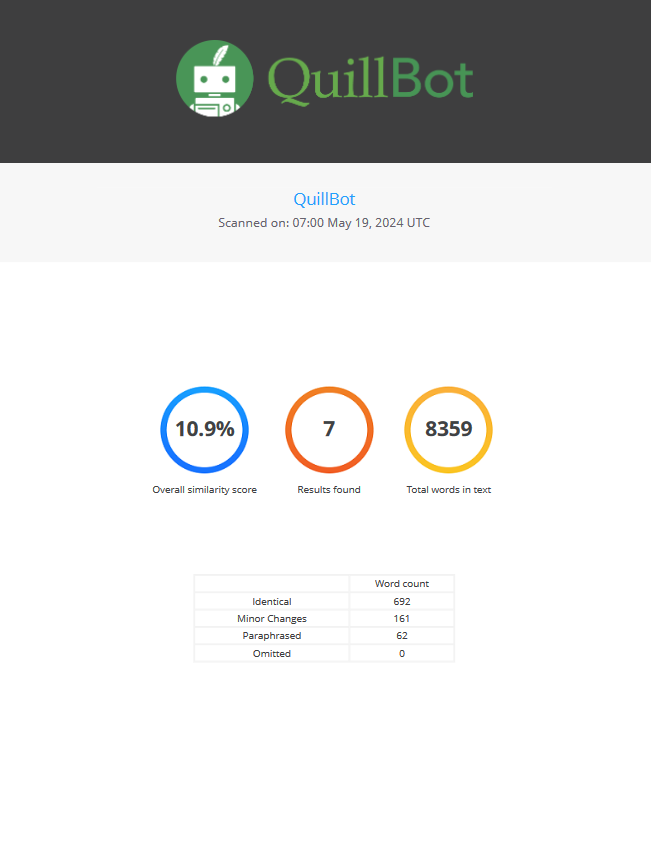 QuillBot
QuillBot
Scanned on: 07:00 May 19, 2024 UTC
10.9% 7 8359
Overall similarity score Results found Total words in text
Word count
Identical 692
Minor Changes 161
Paraphrased 62
Omitted 0